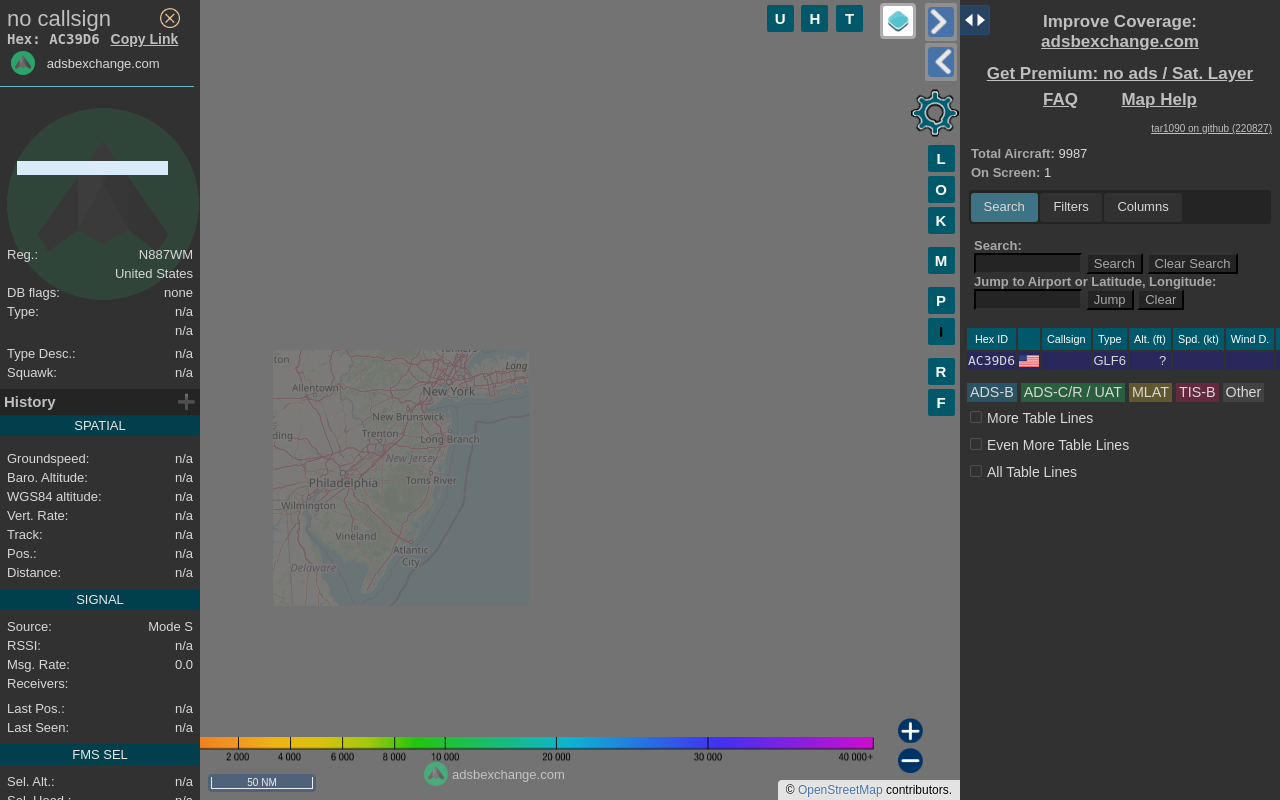 no callsign
Hex: AC39D6 Copy Link
adsbexchange.com
Reg.: N887WM
United States
DB flags: none
Type: n/a
n/a
Type Desc.: n/a
Squawk: n/a
History
SPATIAL
Groundspeed: n/a
Baro. Altitude: n/a
WGS84 altitude: n/a
Vert. Rate: n/a
Track: n/a
Pos.: n/a
Distance: n/a
SIGNAL
Source: Mode S
RSSI: n/a
Msg. Rate: 0.0
Receivers:
Last Pos.: n/a
Last Seen: n/a
FMS SEL
Sel. Alt.: n/a
Sel. Head.: n/a
U H T
L
O
K
M
P
I
R
F
Long
Allentown
New York
New Brunswick
Trenton
Long Branch
ding
New Jersey
Philadelphia
Toms River
Wilmington
Vineland
Atlantic
City
Delaware
2 000 4 000 6 000 8 000 10 000 20 000 30 000 40 000+
adsbexchange.com
50 NM
© OpenStreetMap contributors.
Improve Coverage:
adsbexchange.com
Get Premium: no ads / Sat. Layer
FAQ Map Help
tar1090 on github (220827)
Total Aircraft: 9987
On Screen: 1
Search Filters Columns
Search:
Search Clear Search
Jump to Airport or Latitude, Longitude:
Jump Clear
Hex ID Callsign Type Alt. (ft) Spd. (kt) Wind D.
AC39D6 GLF6 ?
ADS-B ADS-C/R / UAT MLAT TIS-B Other
More Table Lines
Even More Table Lines
All Table Lines